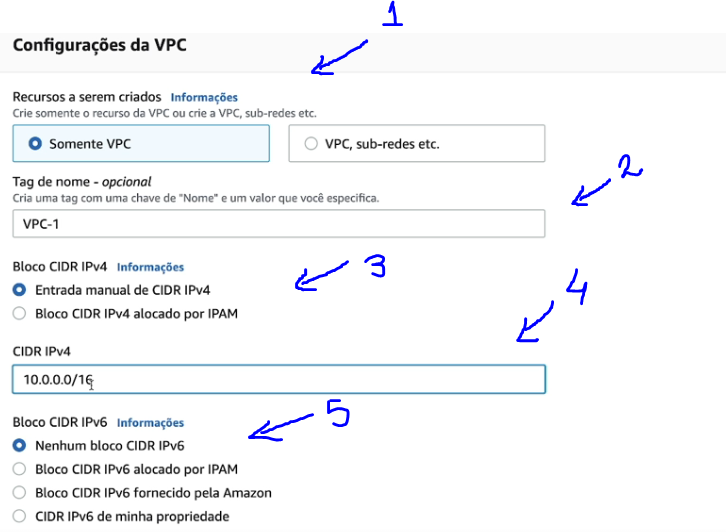 1
Configurações da VPC
Recursos a serem criados Informações
Crie somente o recurso da VPC ou crie a VPC, sub-redes etc.
Somente VPC
VPC, sub-redes etc.
2
Tag de nome - opcional
Cria uma tag com uma chave de "Nome" e um valor que você especifica.
VPC-1
Bloco CIDR IPv4 Informações
3
Entrada manual de CIDR IPv4
4
Bloco CIDR IPv4 alocado por IPAM
CIDR IPv4
10.0.0.0/16
Bloco CIDR IPv6 Informações
5
Nenhum bloco CIDR IPv6
Bloco CIDR IPv6 alocado por IPAM
Bloco CIDR IPv6 fornecido pela Amazon
CIDR IPv6 de minha propriedade